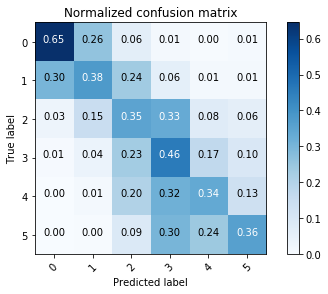 Normalized confusion matrix
0 0.65 0.26 0.06 0.01 0.00 0.01
1 0.30 0.38 0.24 0.06 0.01 0.01
2 0.03 0.15 0.35 0.33 0.08 0.06
3 0.01 0.04 0.23 0.46 0.17 0.10
4 0.00 0.01 0.20 0.32 0.34 0.13
5 0.00 0.00 0.09 0.30 0.24 0.36
0 1 2 3 4 5
True label
Predicted label
0.6
0.5
0.4
0.3
0.2
0.1
0.0